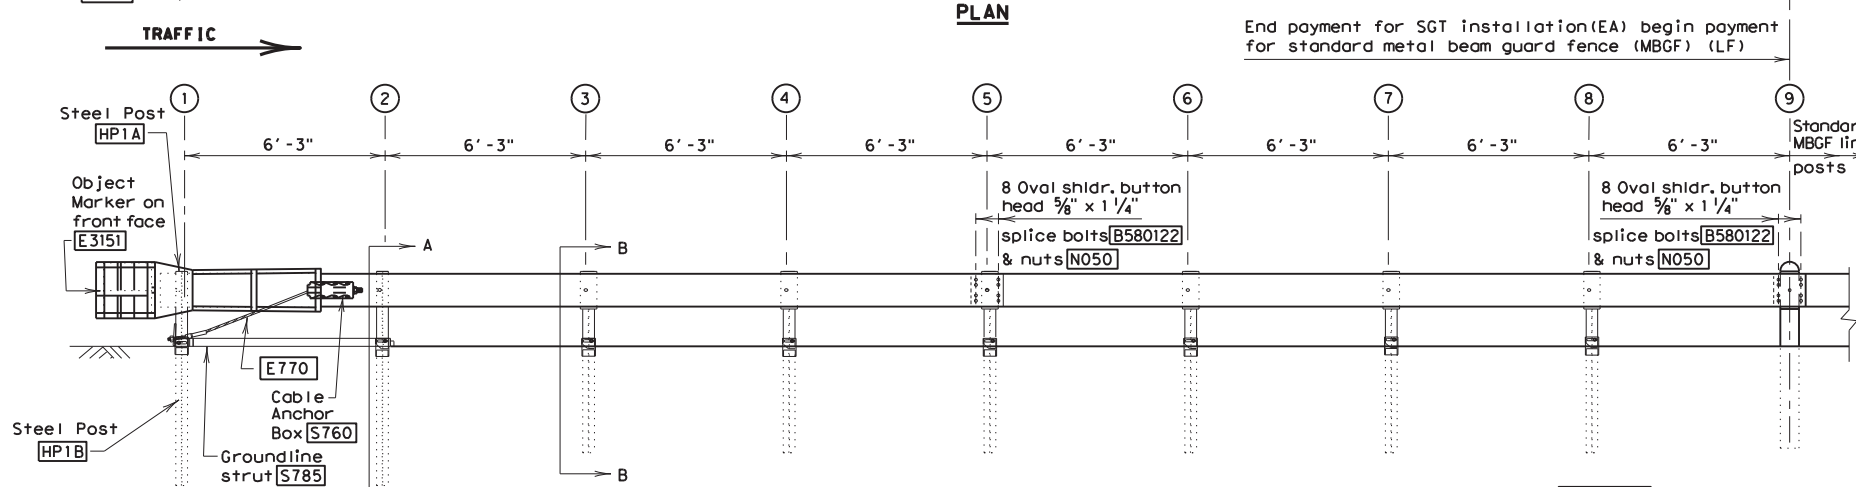 PLAN
TRAFFIC
End payment for SGT installation(EA) begin payment
for standard metal beam guard fence (MBGF) (LF)
1
2
3
4
5
6
7
8
9
Steel Post
HP1A
6'-3"
6'-3"
6'-3"
6'-3"
6'-3"
6'-3"
6'-3"
6'-3"
MBGF
posts
Object
Marker on
front face
E3151
8 Oval shldr. button
head ⅝" x 1 ¼"
splice bolts B580122
& nuts N050
8 Oval shldr. button
head ⅝" x 1 ¼"
splice bolts B580122
& nuts N050
A
B
E770
Cable
Anchor
Box S760
Steel Post
HP1B
Groundline
strut S785
B